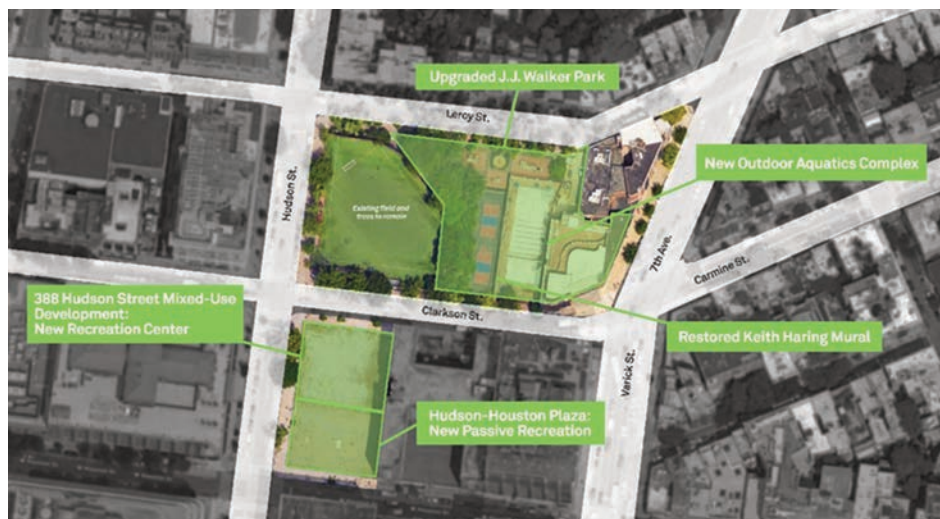 Upgraded J.J. Walker Park
Leroy St.
New Outdoor Aquatics Complex
Hudson St.
Existing field and
trees to remain
7th Ave.
Carmine St.
388 Hudson Street Mixed-Use
Development:
New Recreation Center
Clarkson St.
Restored Keith Haring Mural
Varick St.
Hudson-Houston Plaza:
New Passive Recreation